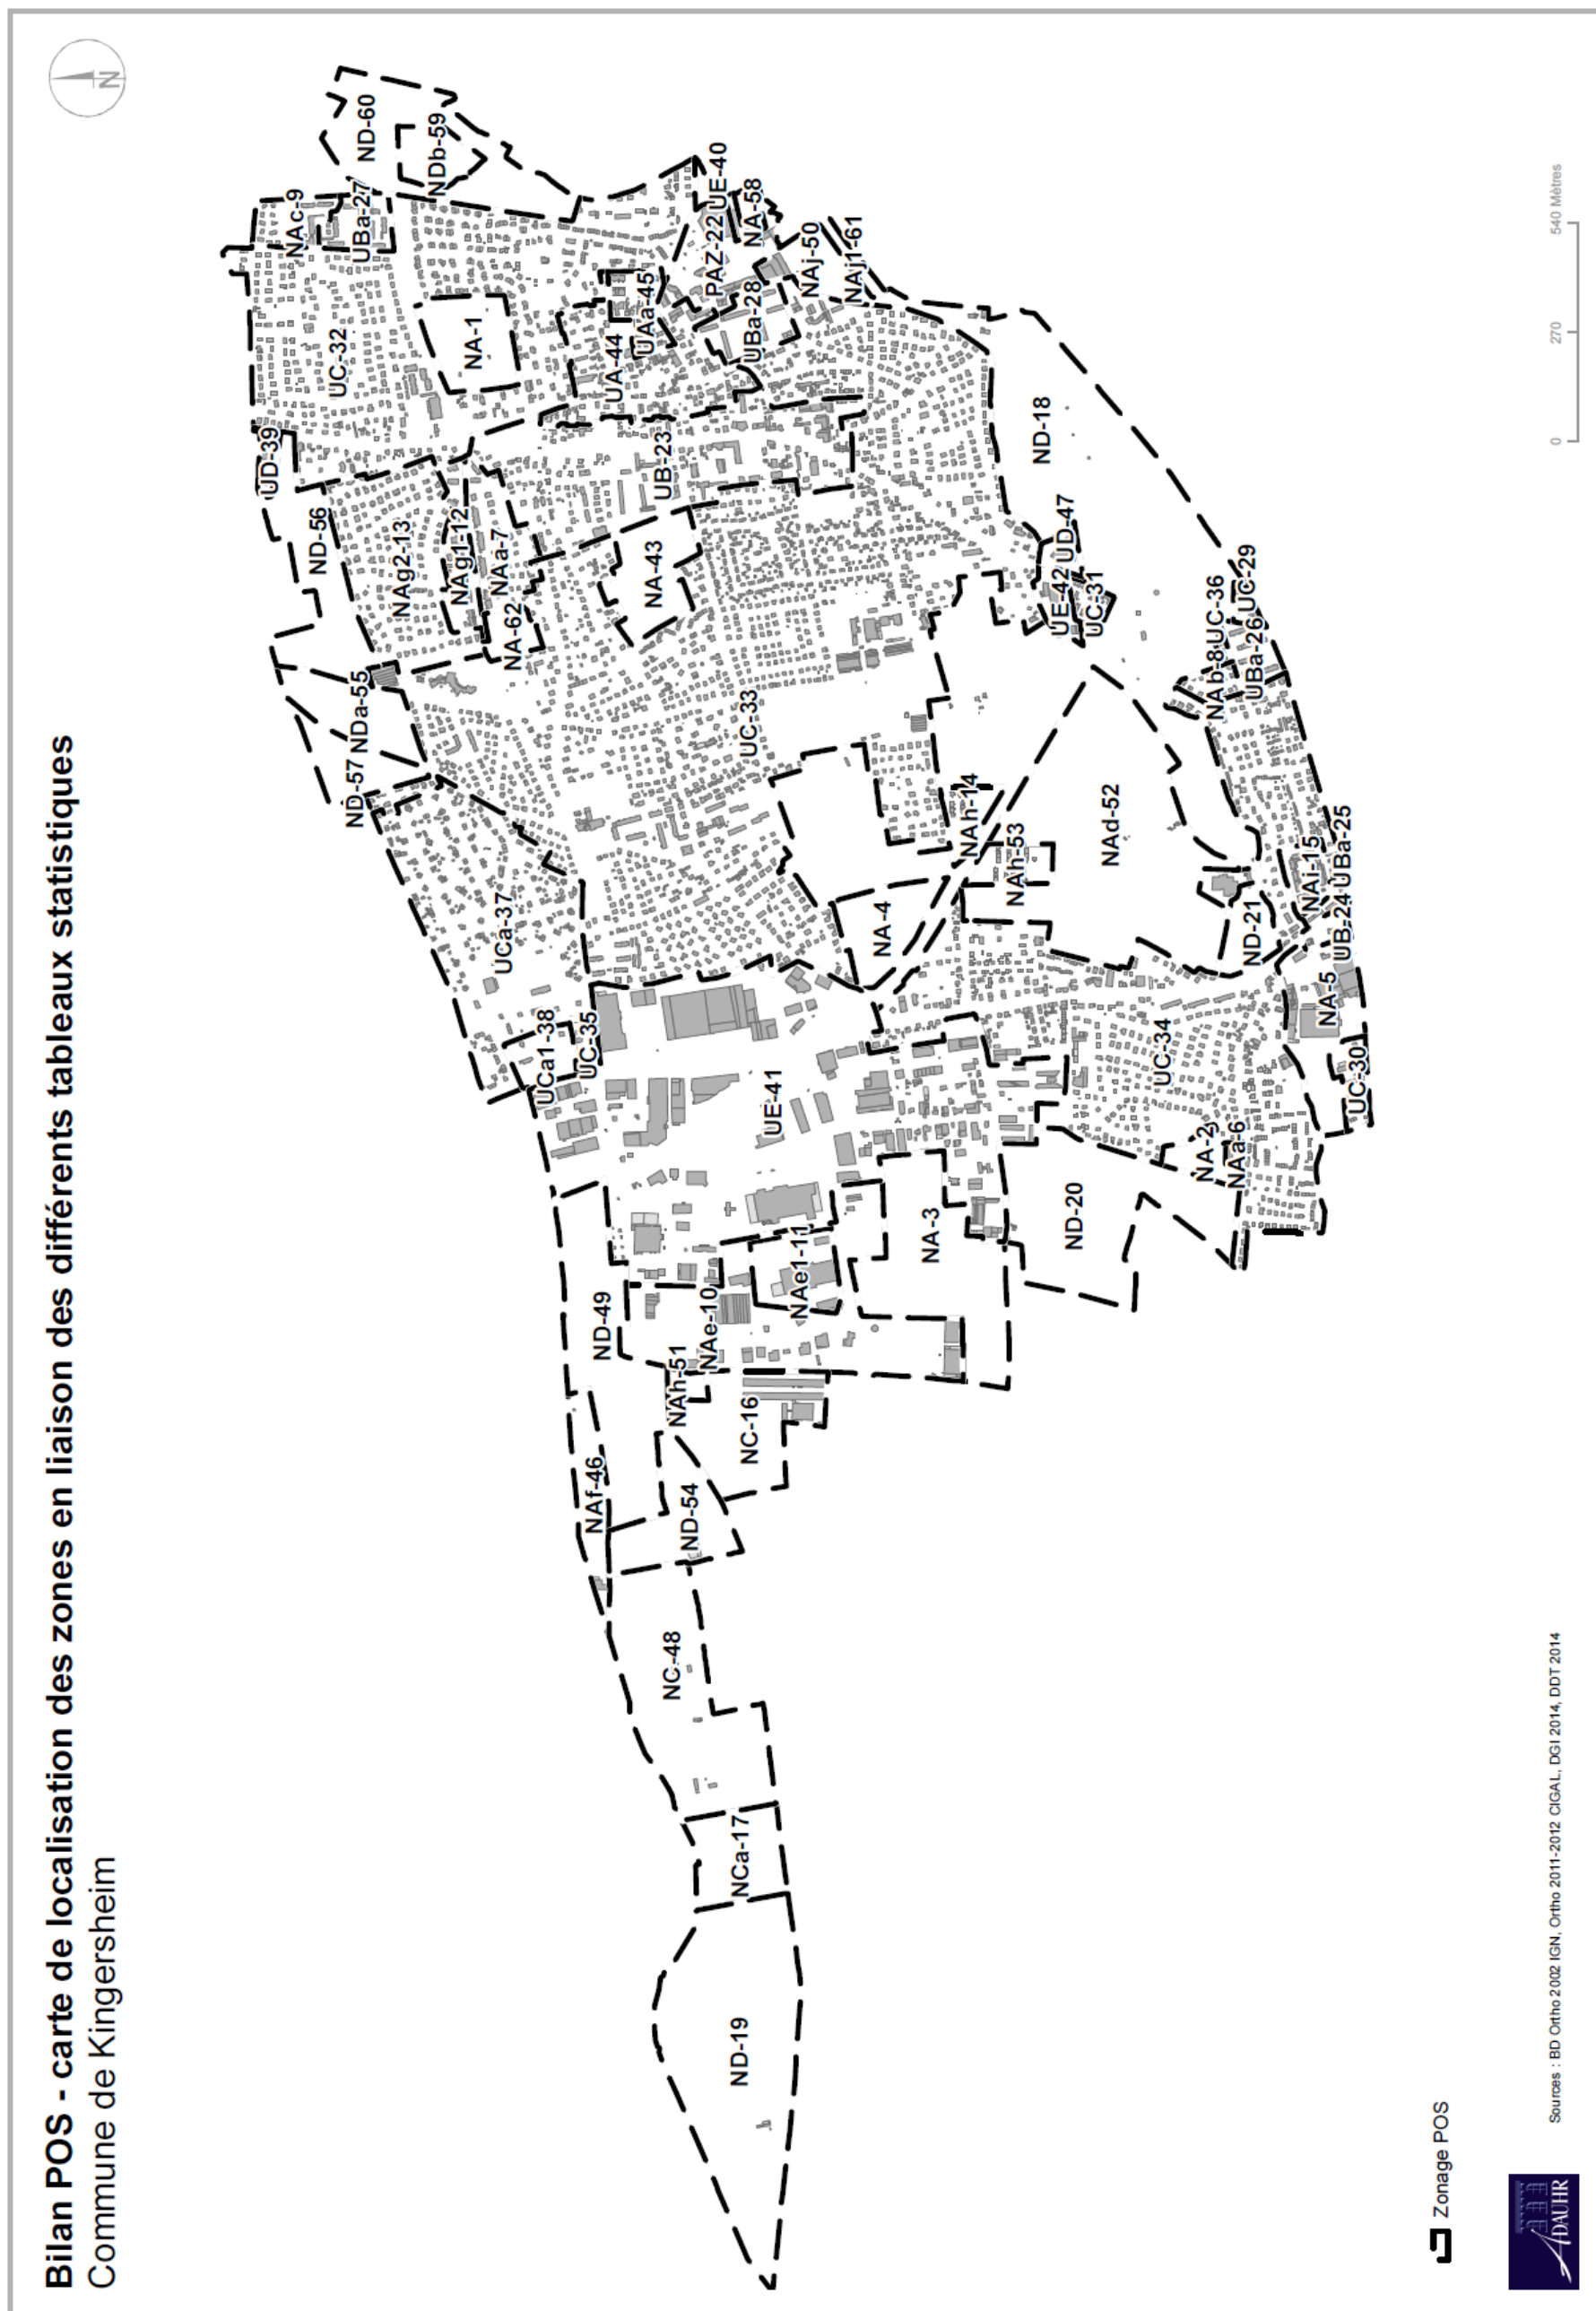 Bilan POS - carte de localisation des zones en liaison des différents tableaux statistiques
Commune de Kingersheim
N
ND-60
NDb-59
NAc-9
UBa-27
UC-32
NA-1
UD-39
ND-56
NAg2-13
NAg1-12
NAa-7
NA-62
UA-44
UAa-45
PAZ-22
UE-40
NA-58
NAj-50
NAj1-61
UBa-28
UB-23
NA-43
ND-18
NDa-55
ND-57
UC-33
UE-42
UD-47
UC-31
NAb-8
UC-36
UC-29
UBa-26
UCa-37
NAh-14
NAh-53
NAd-52
NA-4
ND-21
NAi-15
UB-24
UBa-25
NA-5
UCa1-38
UC-35
UE-41
UC-34
UC-30
NA-2
NAa-6
ND-20
NA-3
NAe1-11
NAe-10
ND-49
NAh-51
NC-16
NAf-46
ND-54
NC-48
NCa-17
ND-19
Zonage POS
0 270 540 Mètres
ADAUHR
Sources : BD Ortho 2002 IGN, Ortho 2011-2012 CIGAL, DGI 2014, DDT 2014